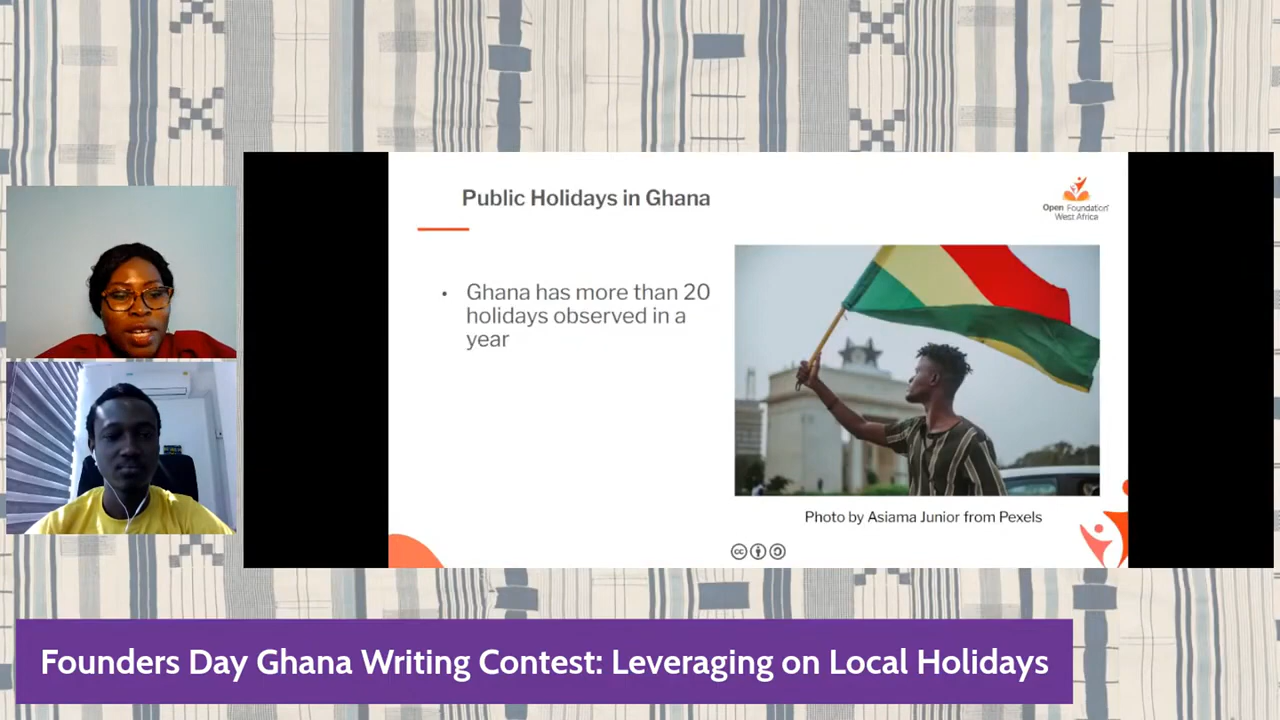 Public Holidays in Ghana
Open Foundation
West Africa
• Ghana has more than 20
holidays observed in a
year
Photo by Asiama Junior from Pexels
cc
Founders Day Ghana Writing Contest: Leveraging on Local Holidays